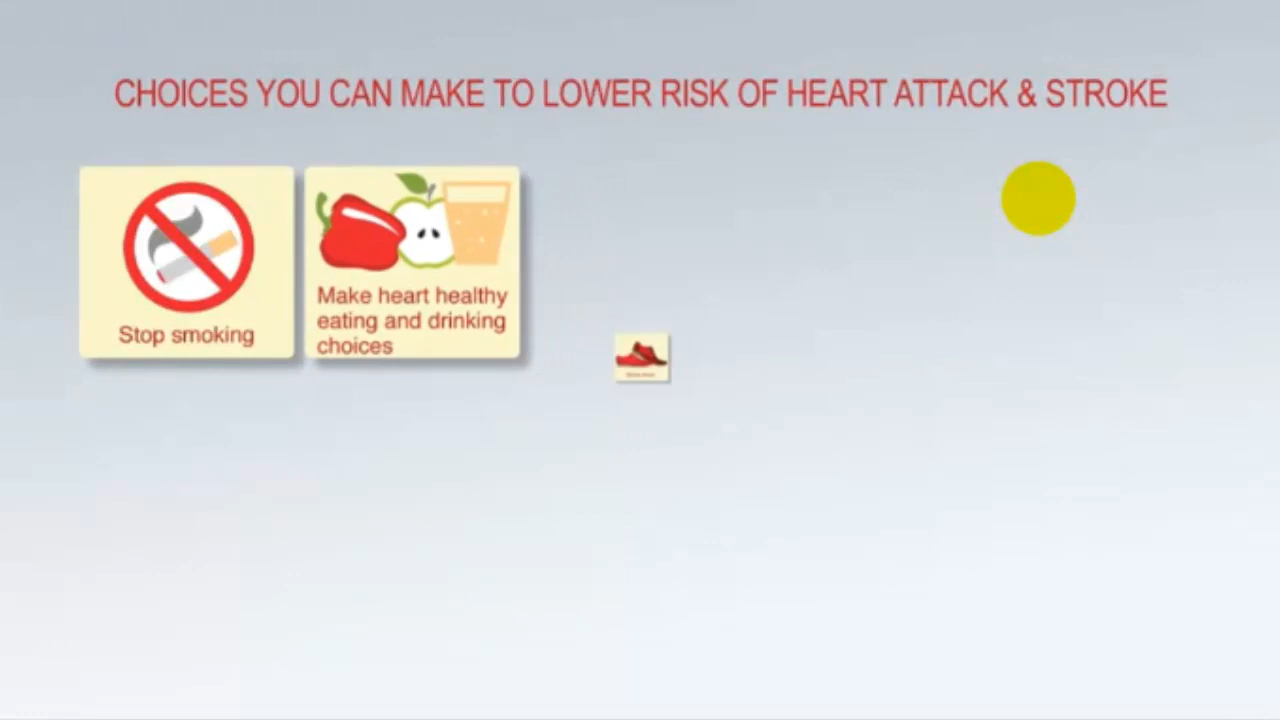 CHOICES YOU CAN MAKE TO LOWER RISK OF HEART ATTACK & STROKE
Stop smoking
Make heart healthy
eating and drinking
choices